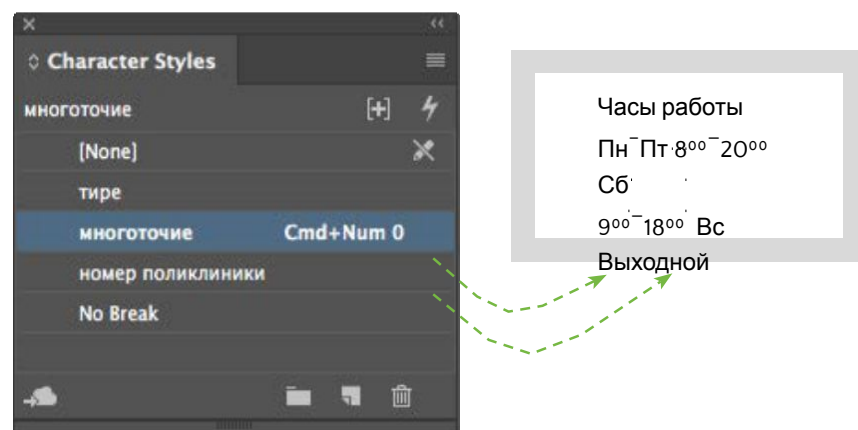 Character Styles
многоточие
[None]
тире
многоточие Cmd+Num 0
номер поликлиники
No Break
Часы работы
Пн–Пт 8⁰⁰–20⁰⁰
Сб
9⁰⁰–18⁰⁰ Вс
Выходной